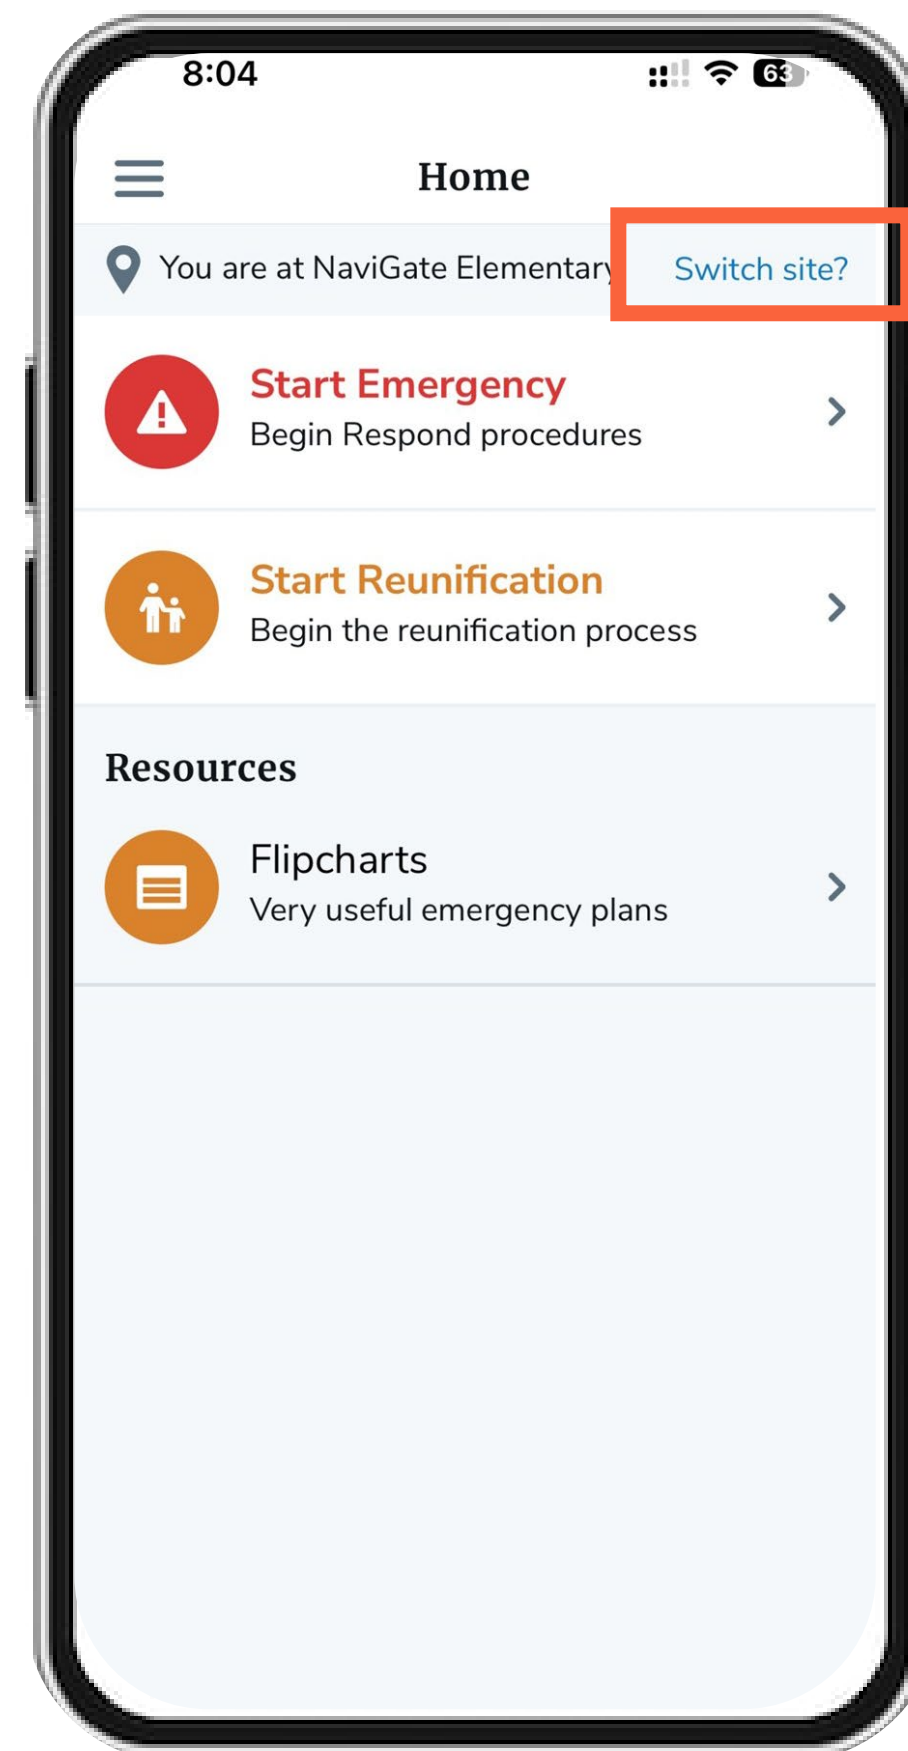 8:04
63
Home
You are at NaviGate Elementary
Switch site?
Start Emergency
Begin Respond procedures
Start Reunification
Begin the reunification process
Resources
Flipcharts
Very useful emergency plans